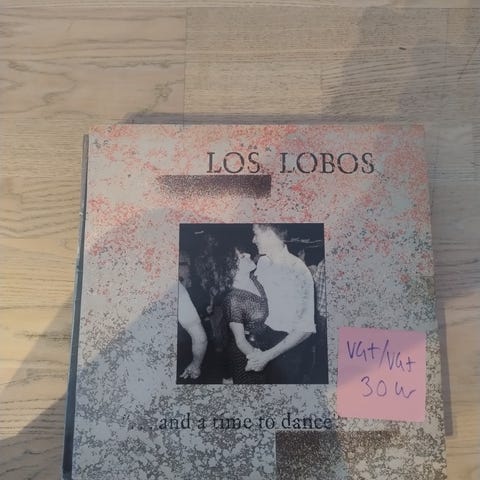 LOS LOBOS
VG+/VG+
30 kr
.....and a time to dance